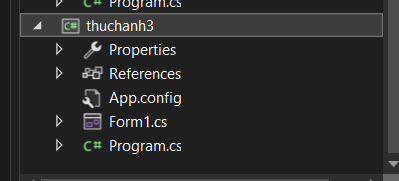 C# Program.cs
C# thuchanh3
Properties
References
App.config
Form1.cs
C# Program.cs